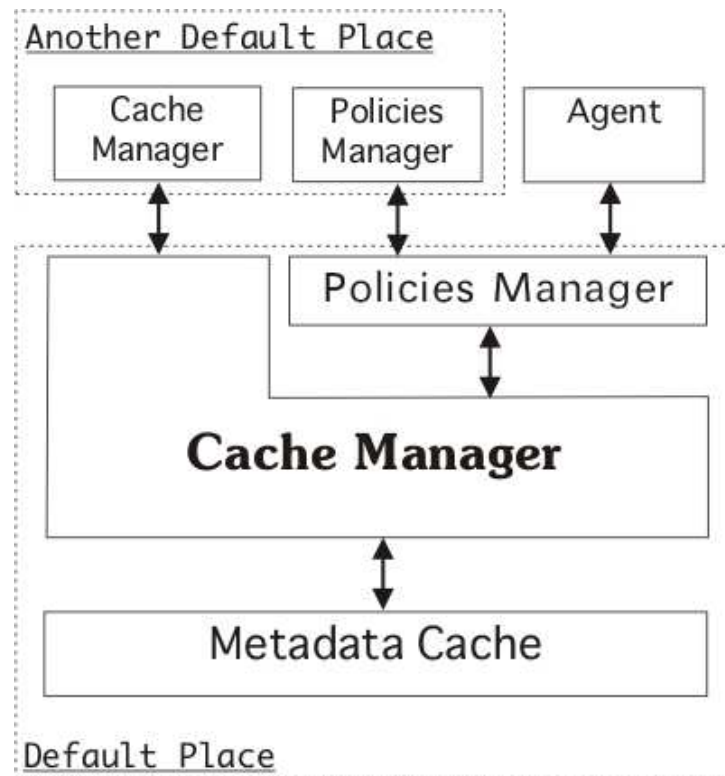 Another Default Place
Cache
Manager
Policies
Manager
Agent
Policies Manager
Cache Manager
Metadata Cache
Default Place